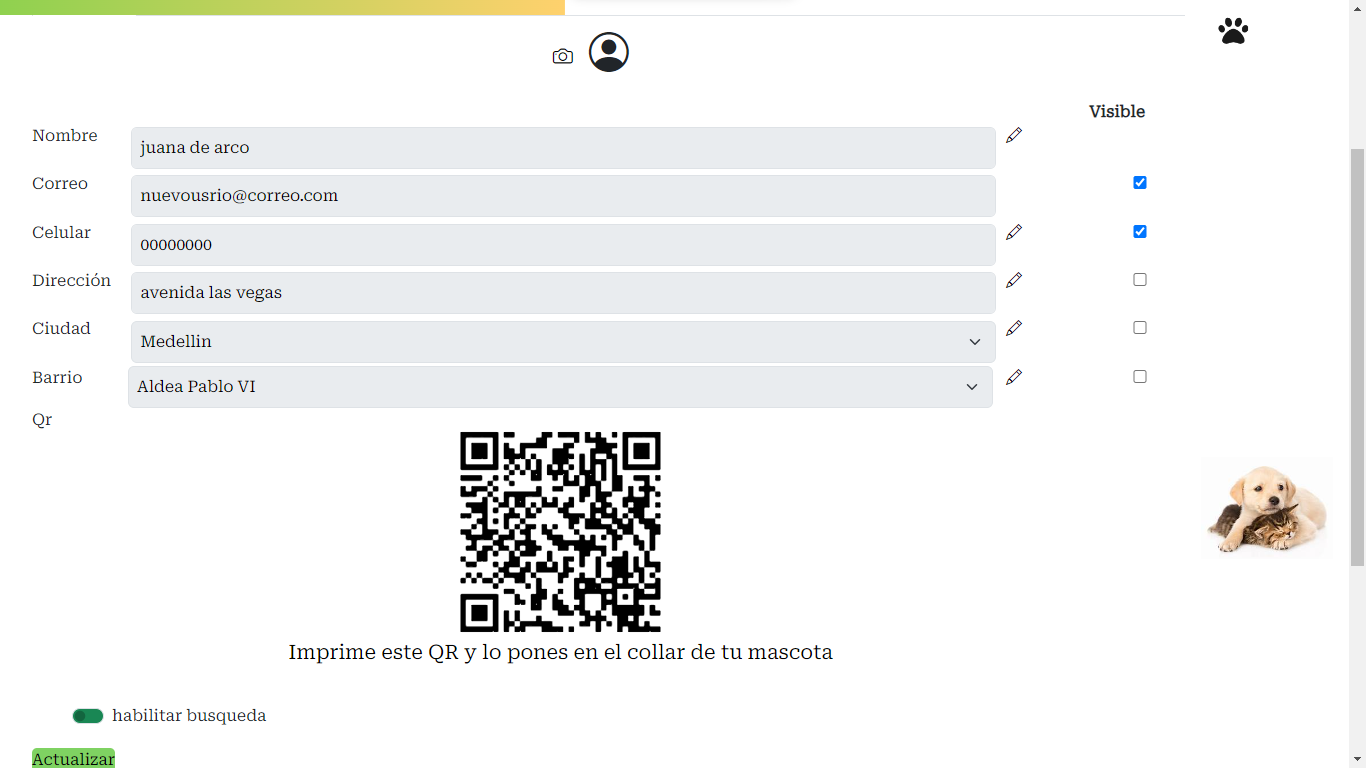 Visible
Nombre
juana de arco
Correo
nuevousrio@correo.com
Celular
00000000
Dirección
avenida las vegas
Ciudad
Medellin
Barrio
Aldea Pablo VI
Qr
Imprime este QR y lo pones en el collar de tu mascota
habilitar busqueda
Actualizar